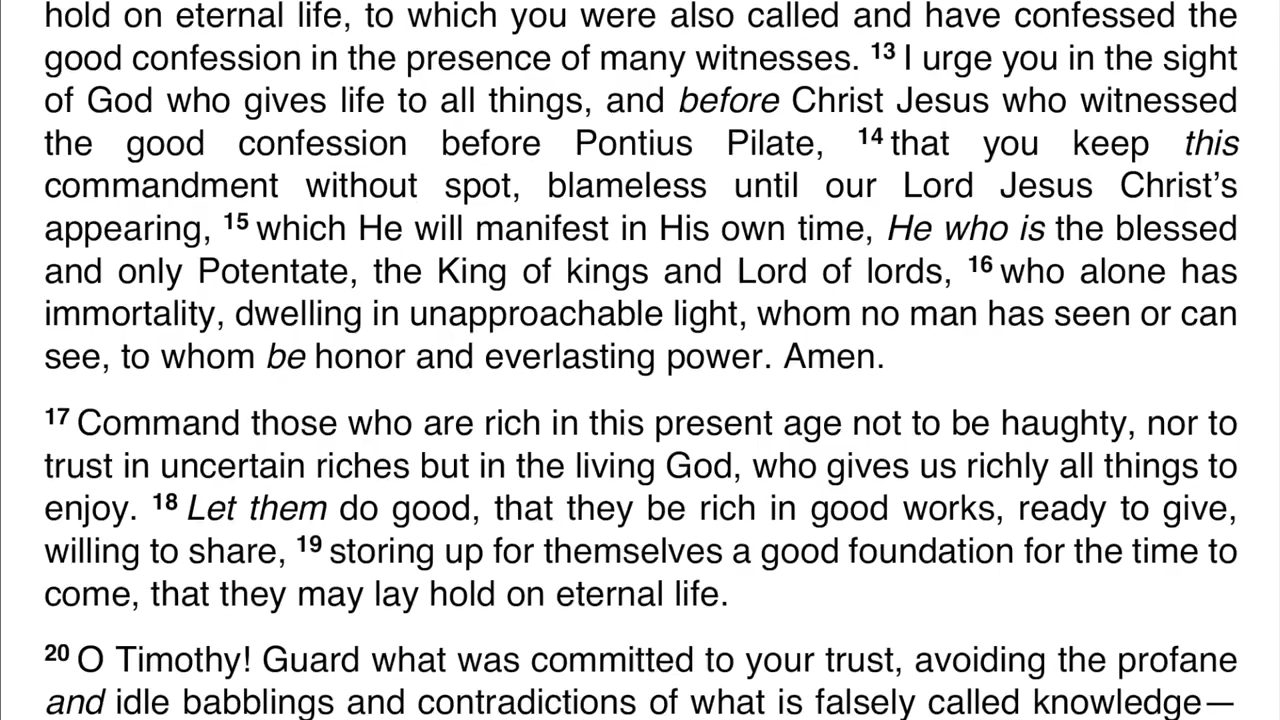 hold on eternal life, to which you were also called and have confessed the
good confession in the presence of many witnesses. 13 I urge you in the sight
of God who gives life to all things, and before Christ Jesus who witnessed
the good confession before Pontius Pilate, 14 that you keep this
commandment without spot, blameless until our Lord Jesus Christ’s
appearing, 15 which He will manifest in His own time, He who is the blessed
and only Potentate, the King of kings and Lord of lords, 16 who alone has
immortality, dwelling in unapproachable light, whom no man has seen or can
see, to whom be honor and everlasting power. Amen.
17 Command those who are rich in this present age not to be haughty, nor to
trust in uncertain riches but in the living God, who gives us richly all things to
enjoy. 18 Let them do good, that they be rich in good works, ready to give,
willing to share, 19 storing up for themselves a good foundation for the time to
come, that they may lay hold on eternal life.
20 O Timothy! Guard what was committed to your trust, avoiding the profane
and idle babblings and contradictions of what is falsely called knowledge—